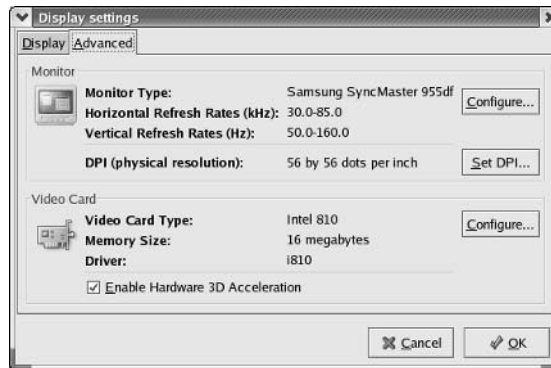 Display settings
Display Advanced
Monitor
Monitor Type: Samsung SyncMaster 955df Configure...
Horizontal Refresh Rates (kHz): 30.0-85.0
Vertical Refresh Rates (Hz): 50.0-160.0
DPI (physical resolution): 56 by 56 dots per inch Set DPI...
Video Card
Video Card Type: Intel 810 Configure...
Memory Size: 16 megabytes
Driver: i810
Enable Hardware 3D Acceleration
Cancel OK